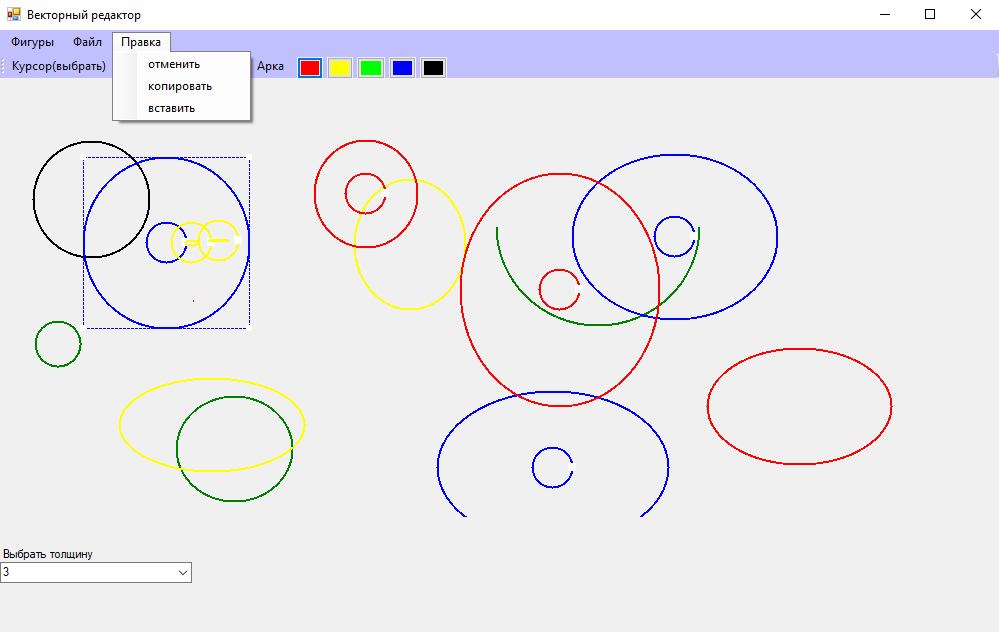 Векторный редактор
Фигуры Файл Правка
Курсор(выбрать) Арка
отменить
копировать
вставить
Выбрать толщину
3